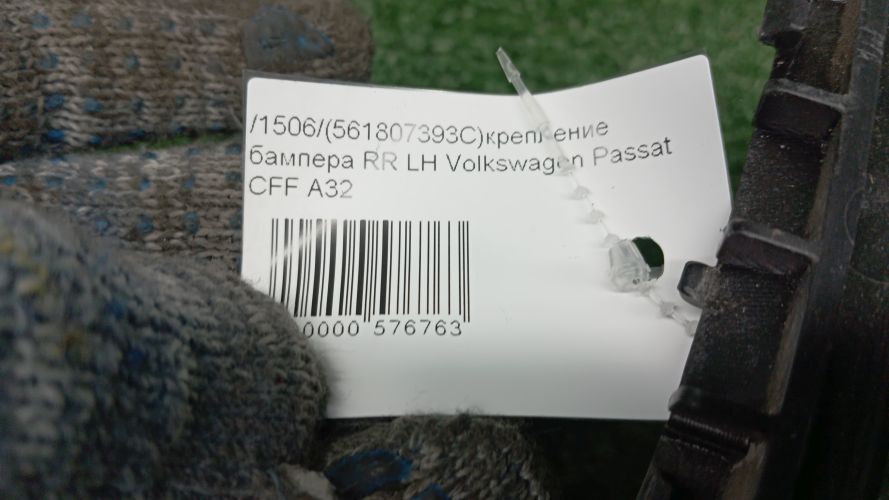 /1506/(561807393C)крепление
бампера RR LH Volkswagen Passat
CFF A32
0000 576763